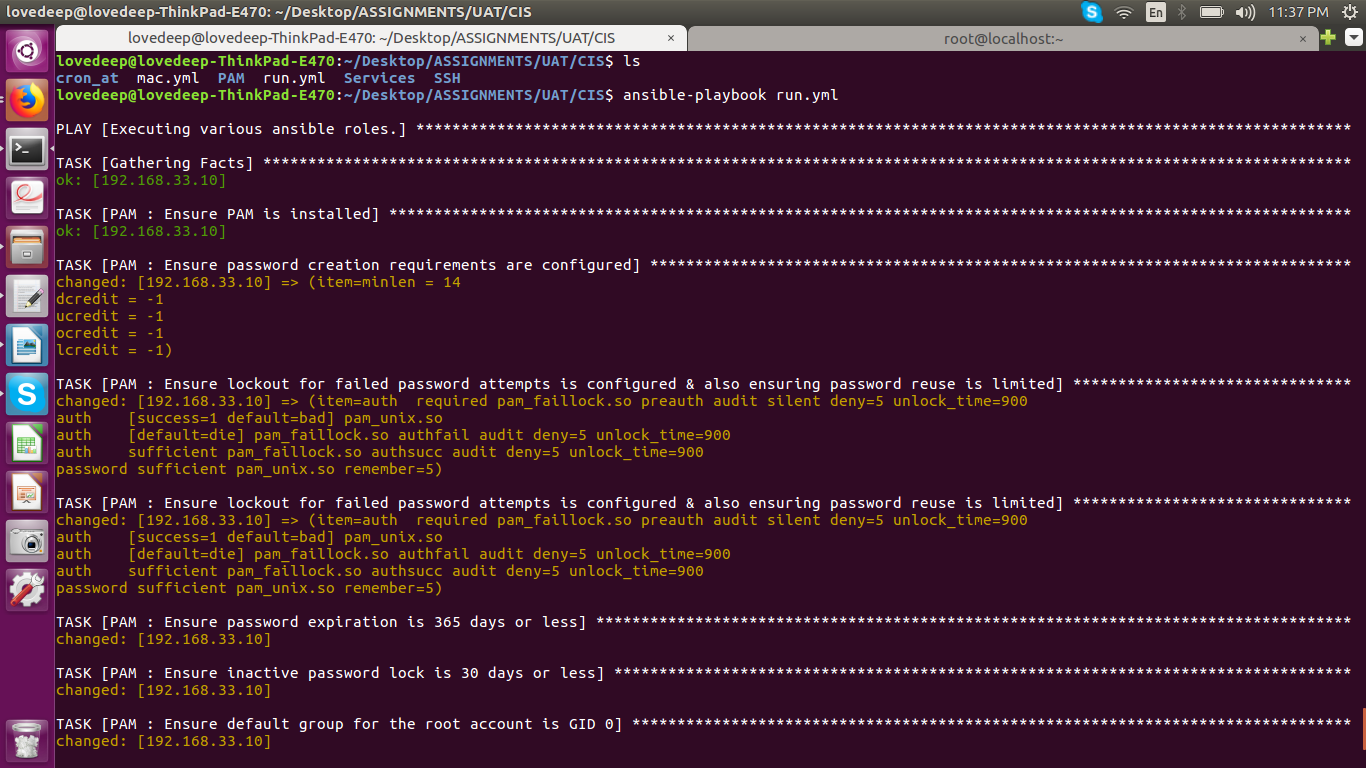 lovedeep@lovedeep-ThinkPad-E470: ~/Desktop/ASSIGNMENTS/UAT/CIS
En
11:37 PM
lovedeep@lovedeep-ThinkPad-E470: ~/Desktop/ASSIGNMENTS/UAT/CIS ×
root@localhost:~ ×
lovedeep@lovedeep-ThinkPad-E470:~/Desktop/ASSIGNMENTS/UAT/CIS$ ls
cron_at  mac.yml  PAM  run.yml  Services  SSH
lovedeep@lovedeep-ThinkPad-E470:~/Desktop/ASSIGNMENTS/UAT/CIS$ ansible-playbook run.yml
PLAY [Executing various ansible roles.] ********************************************************************************************************
TASK [Gathering Facts] *************************************************************************************************************************
ok: [192.168.33.10]
TASK [PAM : Ensure PAM is installed] ***********************************************************************************************************
ok: [192.168.33.10]
TASK [PAM : Ensure password creation requirements are configured] ******************************************************************************
changed: [192.168.33.10] => (item=minlen = 14
dcredit = -1
ucredit = -1
ocredit = -1
lcredit = -1)
TASK [PAM : Ensure lockout for failed password attempts is configured & also ensuring password reuse is limited] *******************************
changed: [192.168.33.10] => (item=auth  required pam_faillock.so preauth audit silent deny=5 unlock_time=900
auth    [success=1 default=bad] pam_unix.so
auth    [default=die] pam_faillock.so authfail audit deny=5 unlock_time=900
auth    sufficient pam_faillock.so authsucc audit deny=5 unlock_time=900
password sufficient pam_unix.so remember=5)
TASK [PAM : Ensure lockout for failed password attempts is configured & also ensuring password reuse is limited] *******************************
changed: [192.168.33.10] => (item=auth  required pam_faillock.so preauth audit silent deny=5 unlock_time=900
auth    [success=1 default=bad] pam_unix.so
auth    [default=die] pam_faillock.so authfail audit deny=5 unlock_time=900
auth    sufficient pam_faillock.so authsucc audit deny=5 unlock_time=900
password sufficient pam_unix.so remember=5)
TASK [PAM : Ensure password expiration is 365 days or less] ************************************************************************************
changed: [192.168.33.10]
TASK [PAM : Ensure inactive password lock is 30 days or less] **********************************************************************************
changed: [192.168.33.10]
TASK [PAM : Ensure default group for the root account is GID 0] ********************************************************************************
changed: [192.168.33.10]